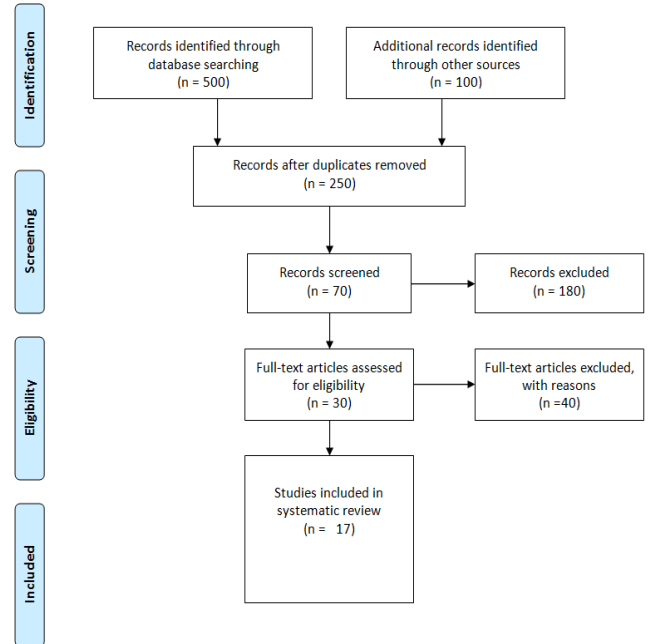 Identification
Records identified through
database searching
(n = 500)
Additional records identified
through other sources
(n = 100)
Records after duplicates removed
(n = 250)
Screening
Records screened
(n = 70)
Records excluded
(n = 180)
Eligibility
Full-text articles assessed
for eligibility
(n = 30)
Full-text articles excluded,
with reasons
(n =40)
Included
Studies included in
systematic review
(n =   17)